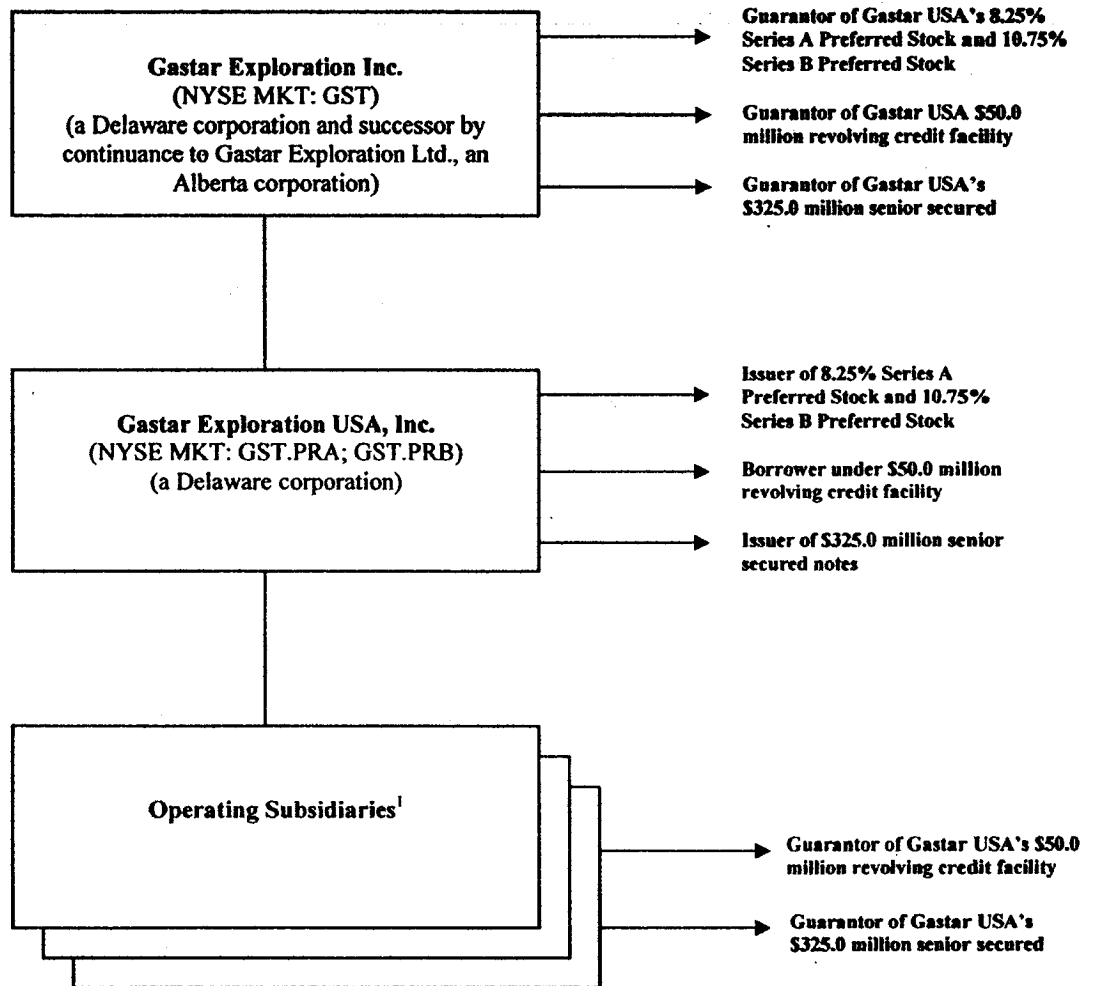 Gastar Exploration Inc.
(NYSE MKT: GST)
(a Delaware corporation and successor by
continuance to Gastar Exploration Ltd., an
Alberta corporation)
Guarantor of Gastar USA's 8.25%
Series A Preferred Stock and 10.75%
Series B Preferred Stock
Guarantor of Gastar USA $50.0
million revolving credit facility
Guarantor of Gastar USA's
$325.0 million senior secured
Gastar Exploration USA, Inc.
(NYSE MKT: GST.PRA; GST.PRB)
(a Delaware corporation)
Issuer of 8.25% Series A
Preferred Stock and 10.75%
Series B Preferred Stock
Borrower under $50.0 million
revolving credit facility
Issuer of $325.0 million senior
secured notes
Operating Subsidiaries¹
Guarantor of Gastar USA's $50.0
million revolving credit facility
Guarantor of Gastar USA's
$325.0 million senior secured